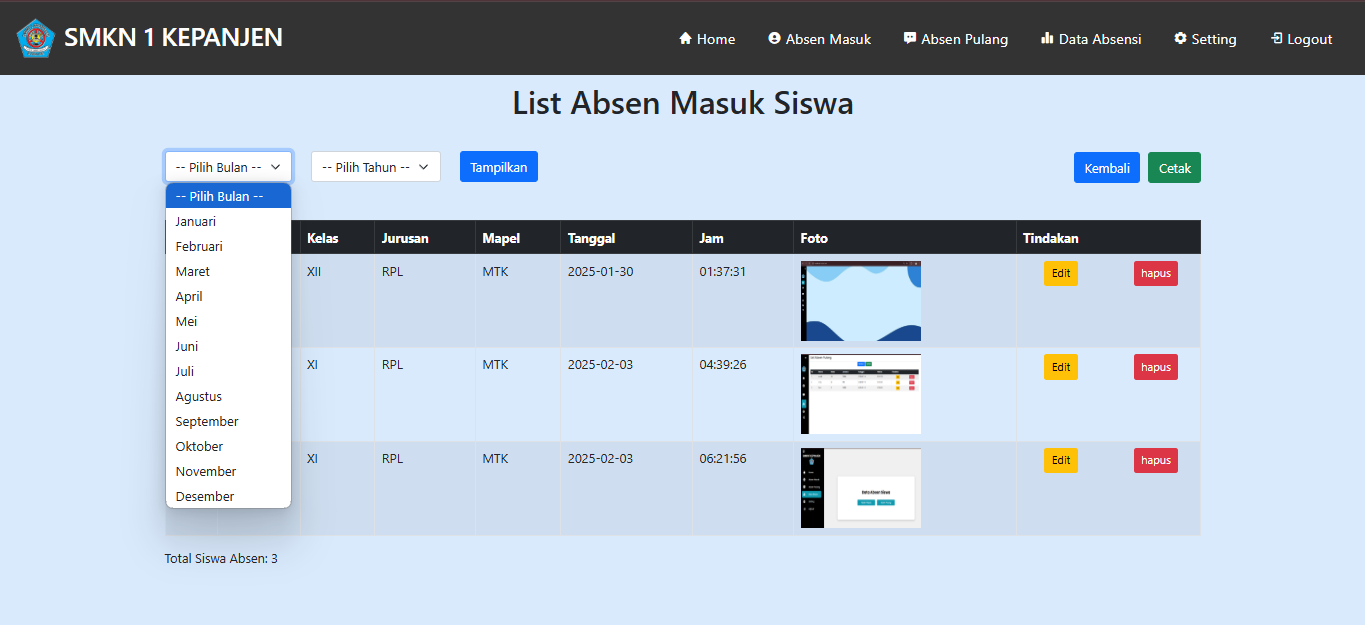 SMKN 1 KEPANJEN
Home Absen Masuk Absen Pulang Data Absensi Setting Logout
List Absen Masuk Siswa
-- Pilih Bulan -- -- Pilih Tahun -- Tampilkan Kembali Cetak
-- Pilih Bulan --
Januari
Februari
Maret
April
Mei
Juni
Juli
Agustus
September
Oktober
November
Desember
Kelas Jurusan Mapel Tanggal Jam Foto Tindakan
XII RPL MTK 2025-01-30 01:37:31 Edit hapus
XI RPL MTK 2025-02-03 04:39:26 Edit hapus
XI RPL MTK 2025-02-03 06:21:56 Edit hapus
Data Absen Siswa
Total Siswa Absen: 3